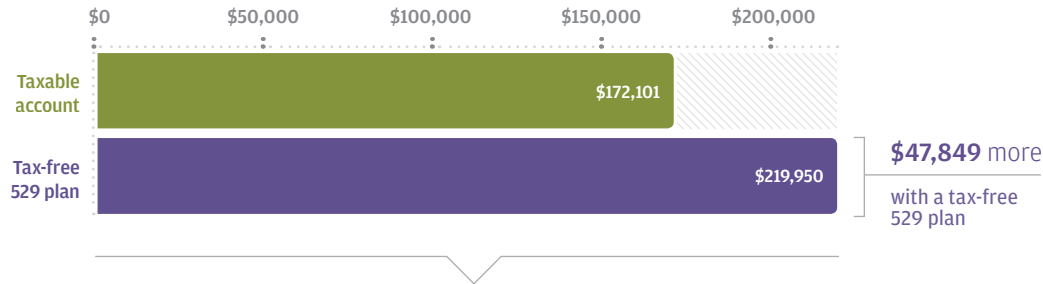 $0 $50,000 $100,000 $150,000 $200,000
Taxable
account
$172,101
Tax-free
529 plan
$219,950
$47,849 more
with a tax-free
529 plan